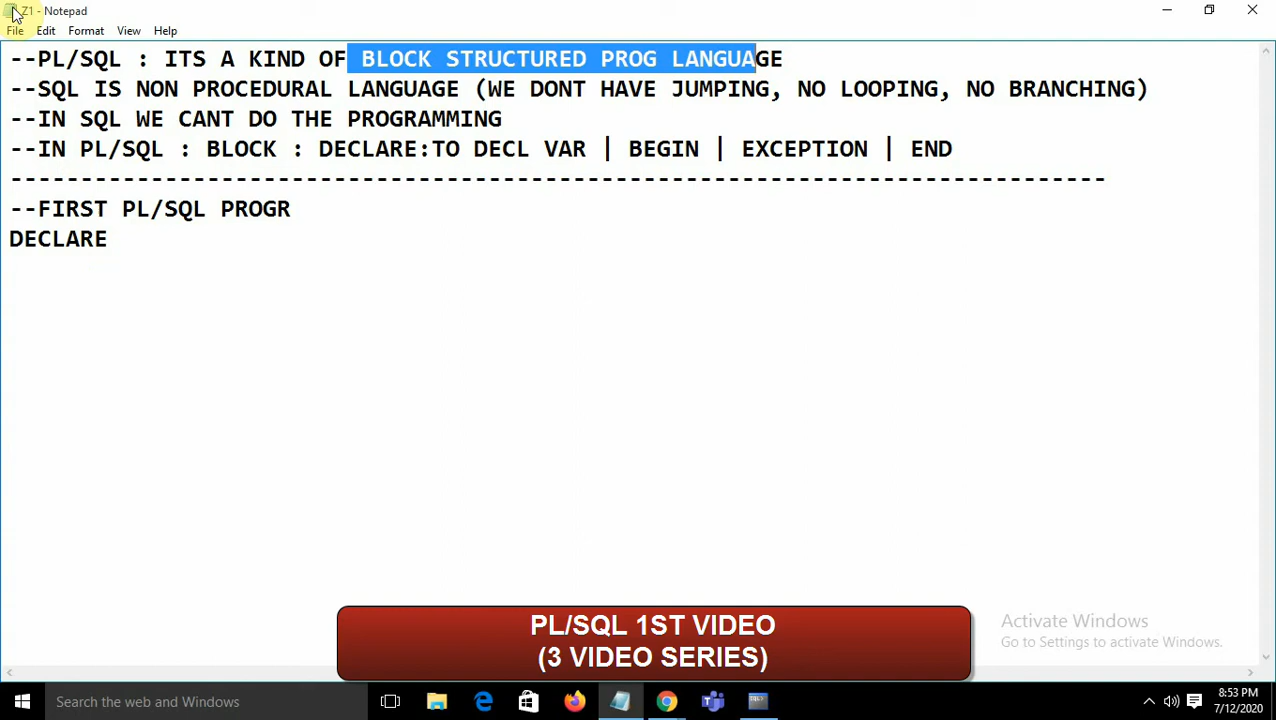 Z1 - Notepad
File Edit Format View Help
--PL/SQL : ITS A KIND OF BLOCK STRUCTURED PROG LANGUAGE
--SQL IS NON PROCEDURAL LANGUAGE (WE DONT HAVE JUMPING, NO LOOPING, NO BRANCHING)
--IN SQL WE CANT DO THE PROGRAMMING
--IN PL/SQL : BLOCK : DECLARE:TO DECL VAR | BEGIN | EXCEPTION | END
------------------------------------------------------------------------------
--FIRST PL/SQL PROGR
DECLARE
PL/SQL 1ST VIDEO
(3 VIDEO SERIES)
Activate Windows
Go to Settings to activate Windows.
Search the web and Windows
8:53 PM
7/12/2020